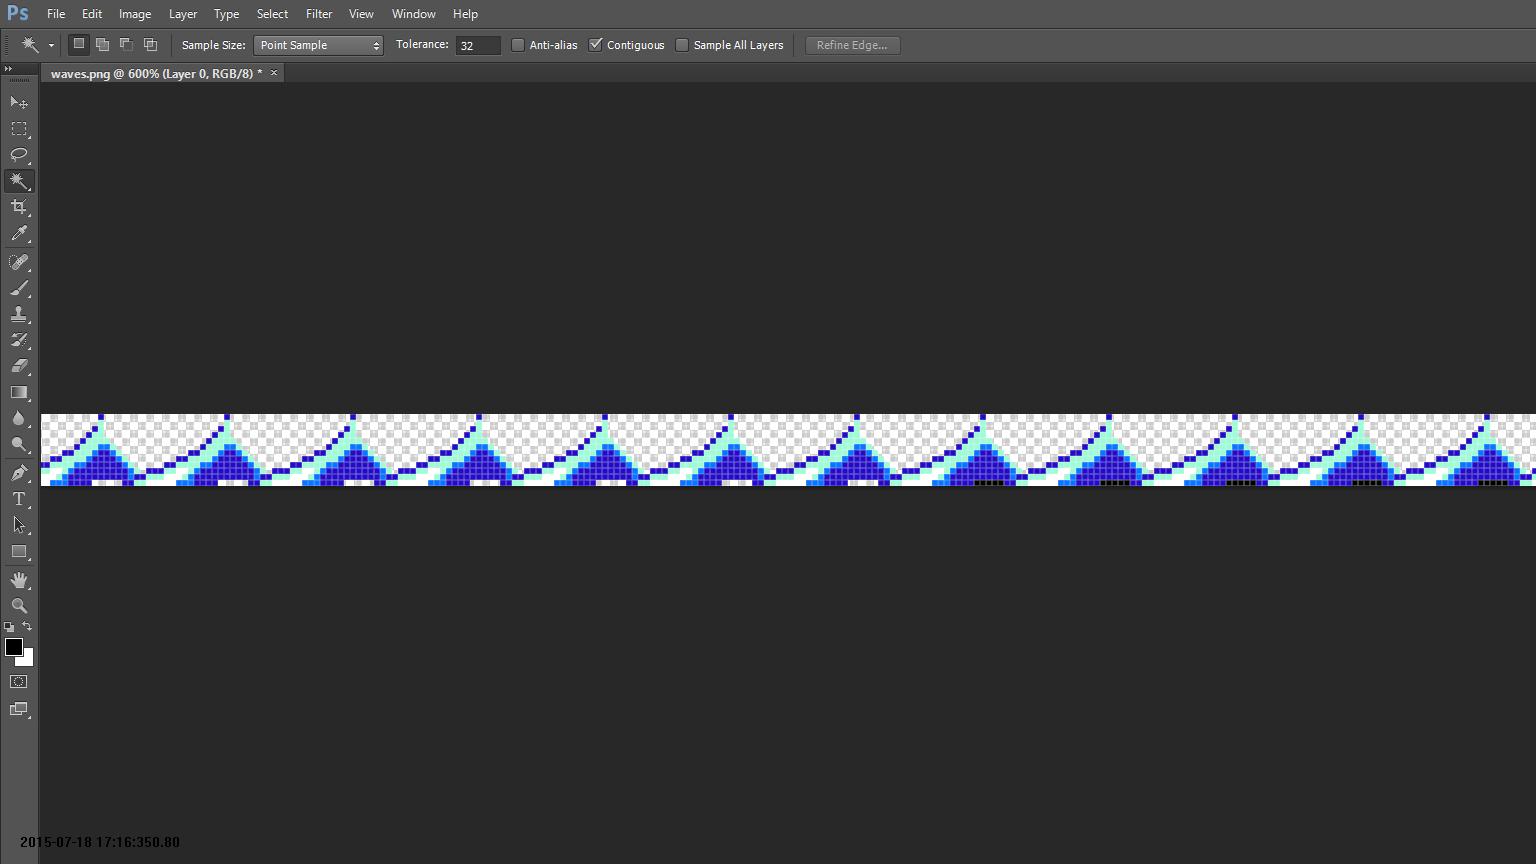 Ps File Edit Image Layer Type Select Filter View Window Help
Sample Size: Point Sample Tolerance: 32 Anti-alias Contiguous Sample All Layers Refine Edge...
waves.png @ 600% (Layer 0, RGB/8) * ×
T
2015-07-18 17:16:350.80